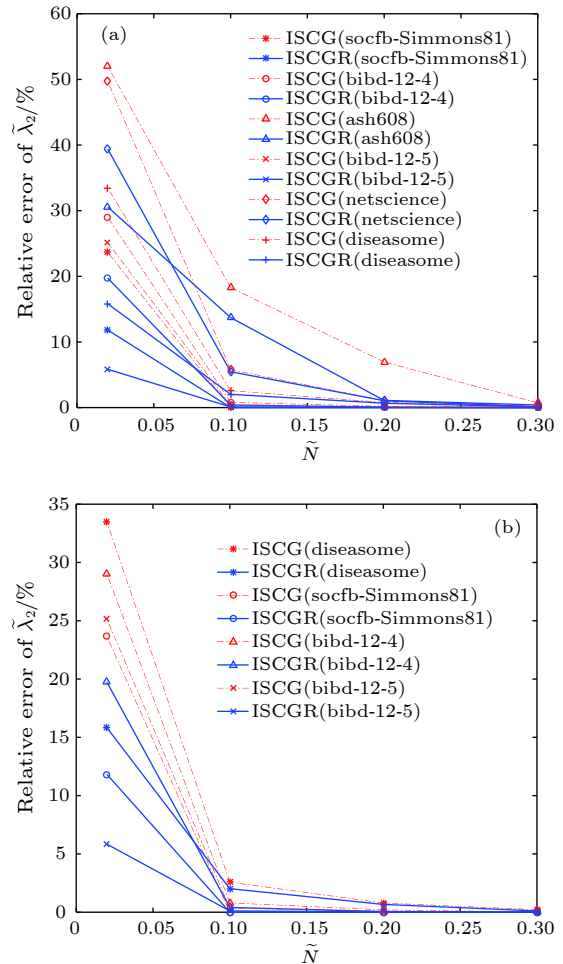 (a)
Relative error of λ̃₂/%
60
50
40
30
20
10
0
ISCG(socfb-Simmons81)
ISCGR(socfb-Simmons81)
ISCG(bibd-12-4)
ISCGR(bibd-12-4)
ISCG(ash608)
ISCGR(ash608)
ISCG(bibd-12-5)
ISCGR(bibd-12-5)
ISCG(netscience)
ISCGR(netscience)
ISCG(diseasome)
ISCGR(diseasome)
0 0.05 0.10 0.15 0.20 0.25 0.30
Ñ
(b)
Relative error of λ̃₂/%
35
30
25
20
15
10
5
0
ISCG(diseasome)
ISCGR(diseasome)
ISCG(socfb-Simmons81)
ISCGR(socfb-Simmons81)
ISCG(bibd-12-4)
ISCGR(bibd-12-4)
ISCG(bibd-12-5)
ISCGR(bibd-12-5)
0 0.05 0.10 0.15 0.20 0.25 0.30
Ñ